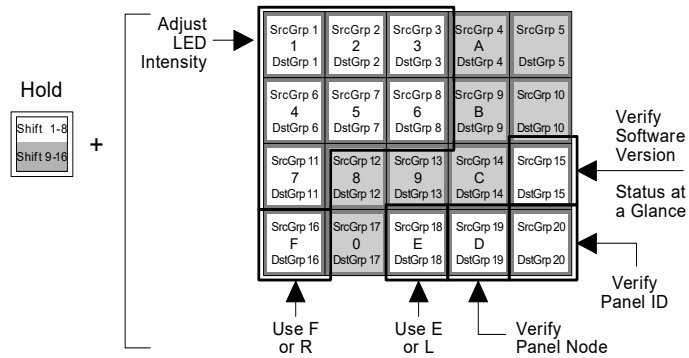 Adjust
LED
Intensity
Hold
Shift 1-8
Shift 9-16
+
SrcGrp 1
1
DstGrp 1
SrcGrp 2
2
DstGrp 2
SrcGrp 3
3
DstGrp 3
SrcGrp 4
A
DstGrp 4
SrcGrp 5
DstGrp 5
SrcGrp 6
4
DstGrp 6
SrcGrp 7
5
DstGrp 7
SrcGrp 8
6
DstGrp 8
SrcGrp 9
B
DstGrp 9
SrcGrp 10
DstGrp 10
SrcGrp 11
7
DstGrp 11
SrcGrp 12
8
DstGrp 12
SrcGrp 13
9
DstGrp 13
SrcGrp 14
C
DstGrp 14
SrcGrp 15
DstGrp 15
SrcGrp 16
F
DstGrp 16
SrcGrp 17
0
DstGrp 17
SrcGrp 18
E
DstGrp 18
SrcGrp 19
D
DstGrp 19
SrcGrp 20
DstGrp 20
Verify
Software
Version
Status at
a Glance
Verify
Panel ID
Use F
or R
Use E
or L
Verify
Panel Node